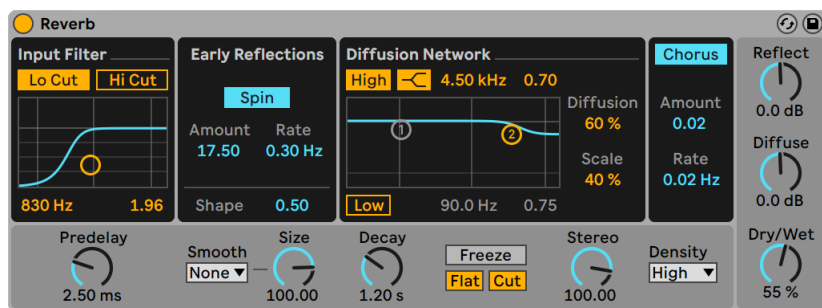 Reverb
Input Filter
Lo Cut Hi Cut
830 Hz 1.96
Early Reflections
Spin
Amount Rate
17.50 0.30 Hz
Shape 0.50
Diffusion Network
High 4.50 kHz 0.70
1
2
Diffusion
60 %
Scale
40 %
Low 90.0 Hz 0.75
Chorus
Amount
0.02
Rate
0.02 Hz
Reflect
0.0 dB
Diffuse
0.0 dB
Dry/Wet
55 %
Predelay
2.50 ms
Smooth
None
Size
100.00
Decay
1.20 s
Freeze
Flat Cut
Stereo
100.00
Density
High